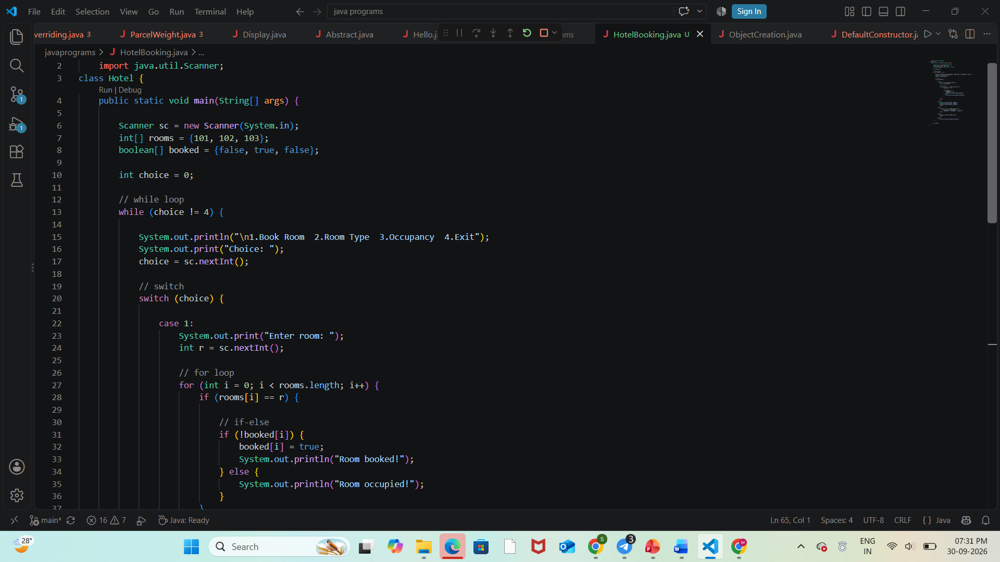 File Edit Selection View Go Run Terminal Help
java programs
Sign In
verriding.java 3
ParcelWeight.java 3
Display.java
Abstract.java
Hello.j
ms
HotelBooking.java U
ObjectCreation.java
DefaultConstructor.j
javaprograms > HotelBooking.java > ...
2 import java.util.Scanner;
3 class Hotel {
Run | Debug
4 public static void main(String[] args) {
5
6 Scanner sc = new Scanner(System.in);
7 int[] rooms = {101, 102, 103};
8 boolean[] booked = {false, true, false};
9
10 int choice = 0;
11
12 // while loop
13 while (choice != 4) {
14
15 System.out.println("\n1.Book Room  2.Room Type  3.Occupancy  4.Exit");
16 System.out.print("Choice: ");
17 choice = sc.nextInt();
18
19 // switch
20 switch (choice) {
21
22 case 1:
23 System.out.print("Enter room: ");
24 int r = sc.nextInt();
25
26 // for loop
27 for (int i = 0; i < rooms.length; i++) {
28 if (rooms[i] == r) {
29
30 // if-else
31 if (!booked[i]) {
32 booked[i] = true;
33 System.out.println("Room booked!");
34 } else {
35 System.out.println("Room occupied!");
36 }
37 }
1
1
main* 16 7 Java: Ready
Ln 65, Col 1 Spaces: 4 UTF-8 CRLF { } Java
28°
Search
S
3
M
ENG
IN
07:31 PM
30-09-2026